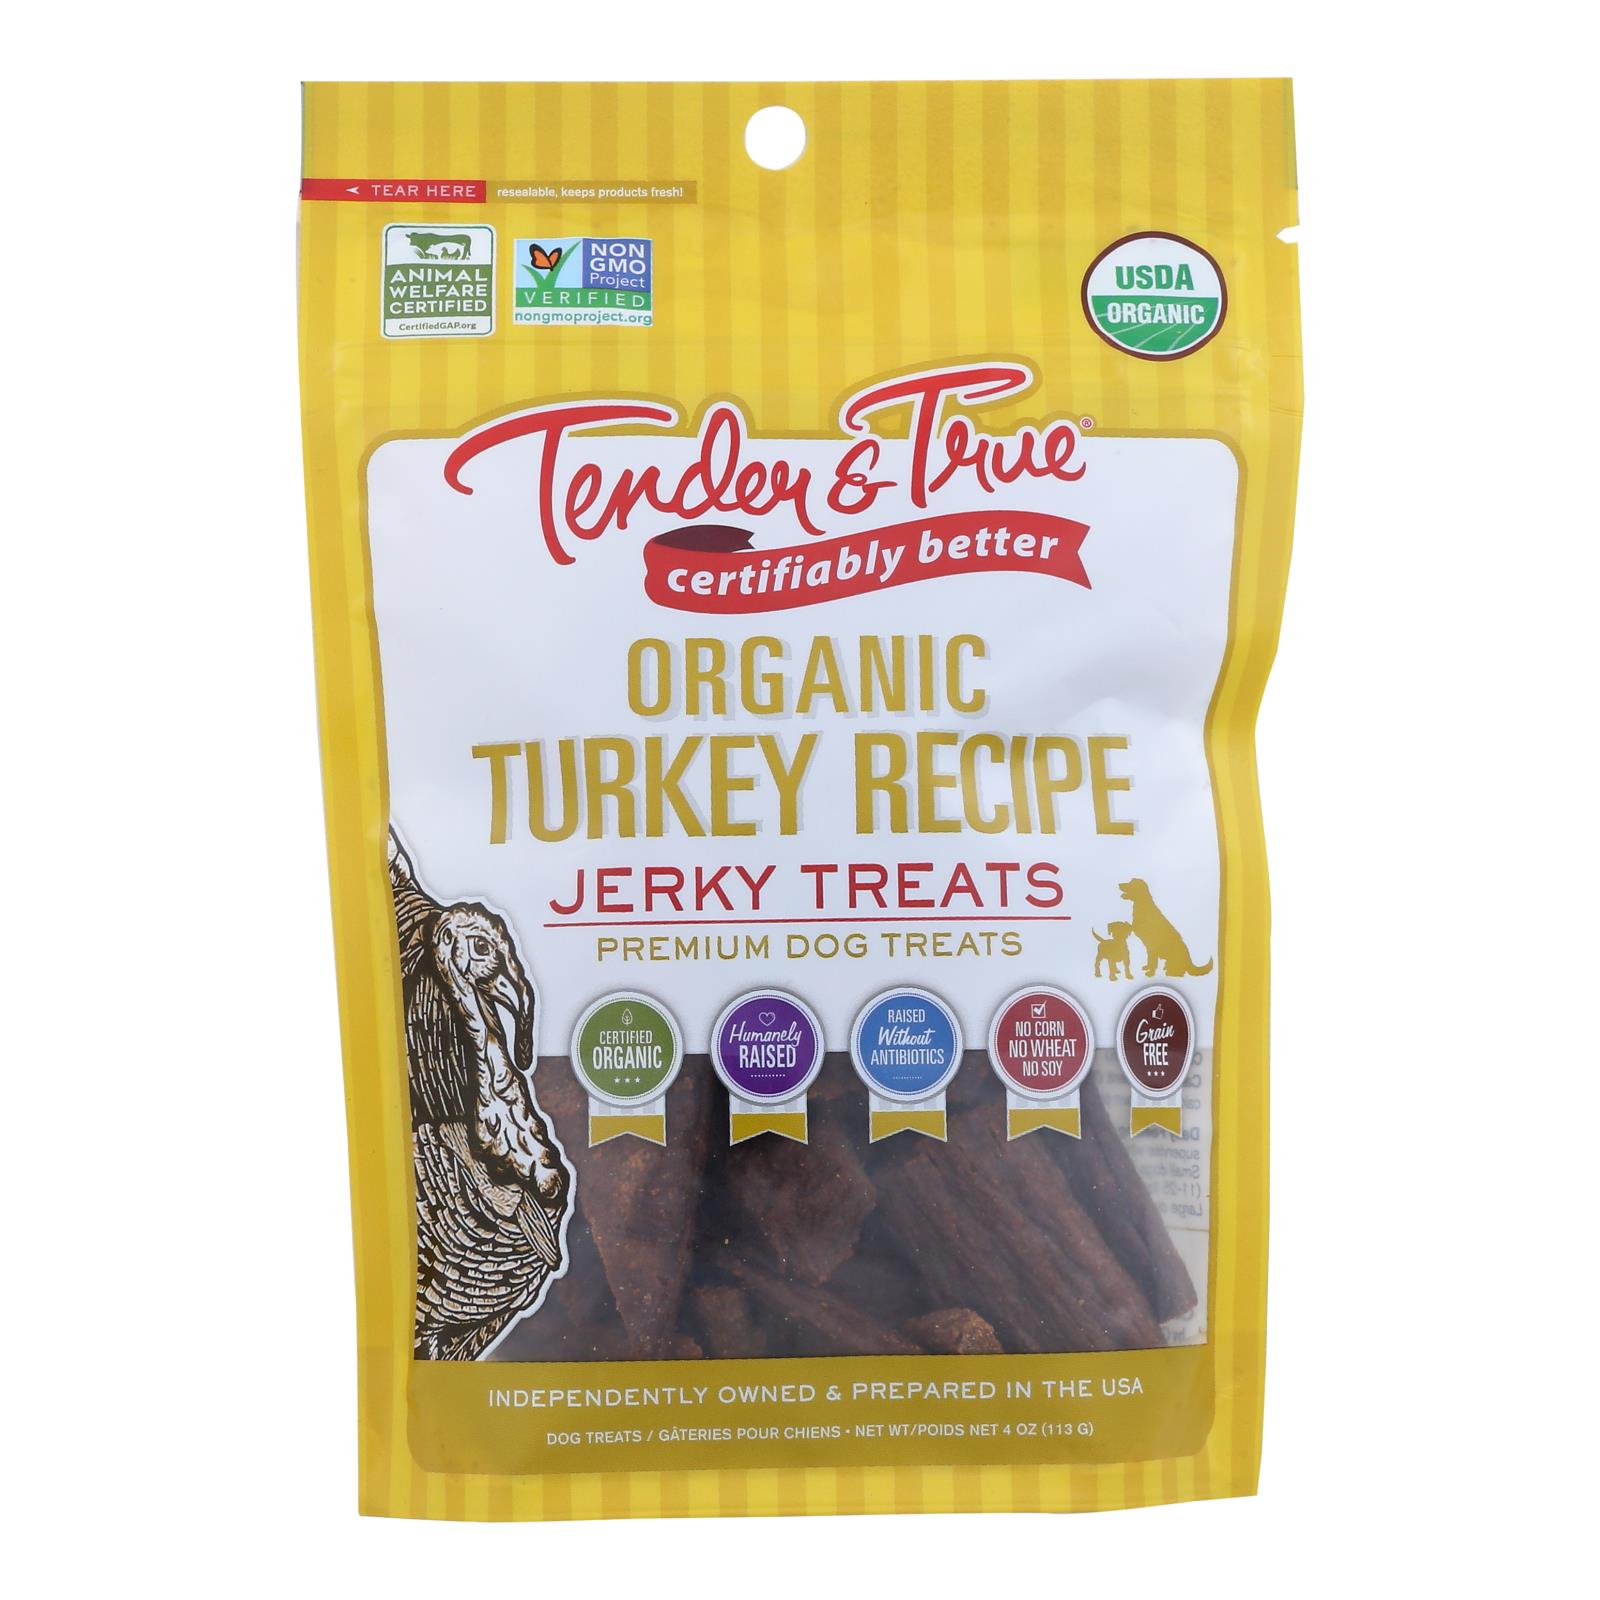 TEAR HERE resealable, keeps products fresh!
ANIMAL
WELFARE
CERTIFIED
CertifiedGAP.org
NON
GMO
Project
VERIFIED
nongmoproject.org
USDA
ORGANIC
Tender & True®
certifiably better
ORGANIC
TURKEY RECIPE
JERKY TREATS
PREMIUM DOG TREATS
CERTIFIED
ORGANIC
Humanely
RAISED
RAISED
Without
ANTIBIOTICS
NO CORN
NO WHEAT
NO SOY
Grain
FREE
INDEPENDENTLY OWNED & PREPARED IN THE USA
DOG TREATS / GÂTERIES POUR CHIENS • NET WT/POIDS NET 4 OZ (113 G)